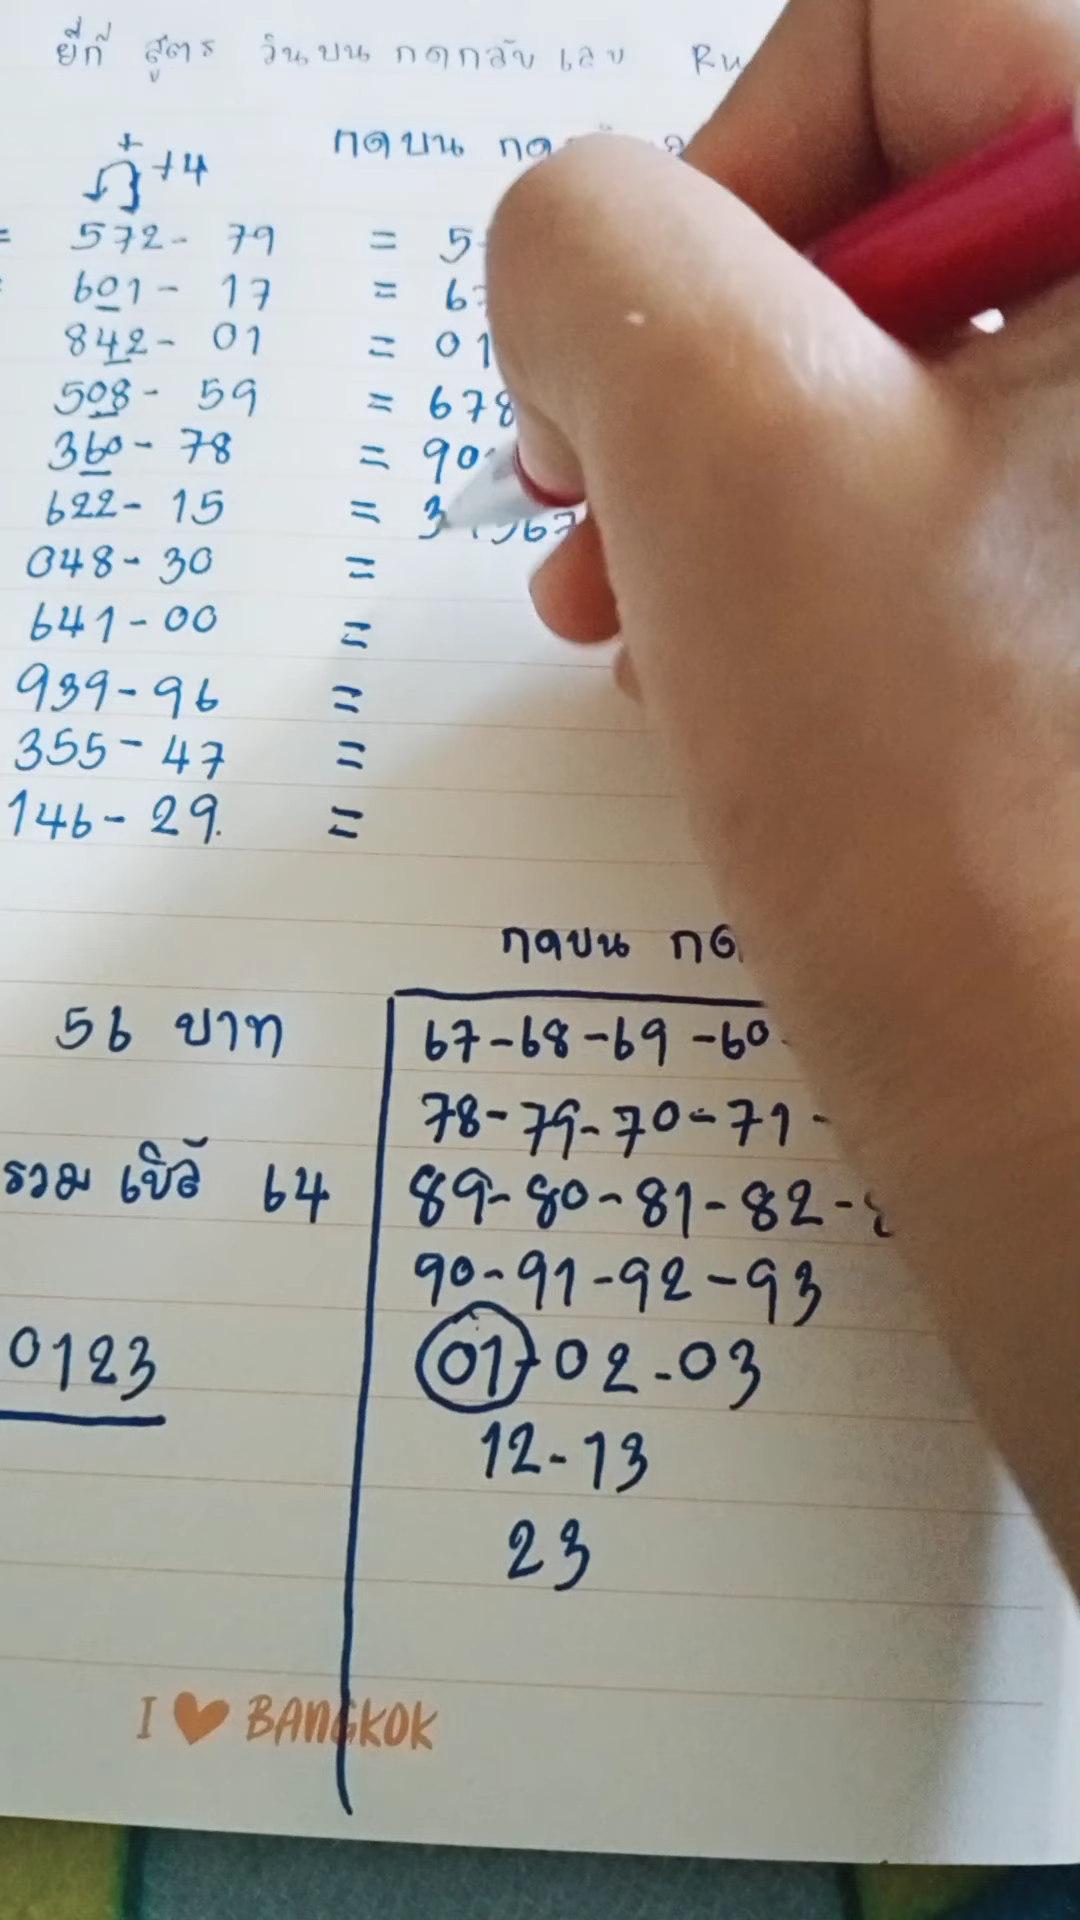 ยี่กี สูตร วินบน กดกลับ เลข
+ +4 กดบน
= 572 - 79 = 5
601 - 17 = 6
842 - 01 = 01
508 - 59 = 678
360 - 78 = 90
622 - 15 = 3
048 - 30 =
641 - 00 =
939 - 96 =
355 - 47 =
146 - 29. =
กดบน
56 บาท
67 - 68 - 69 - 60
78 - 79 - 70 - 71 -
รวม เบิ้ล 64
89 - 80 - 81 - 82 -
90 - 91 - 92 - 93
0123
01 - 02 - 03
12 - 13
23
I ♥ BANGKOK